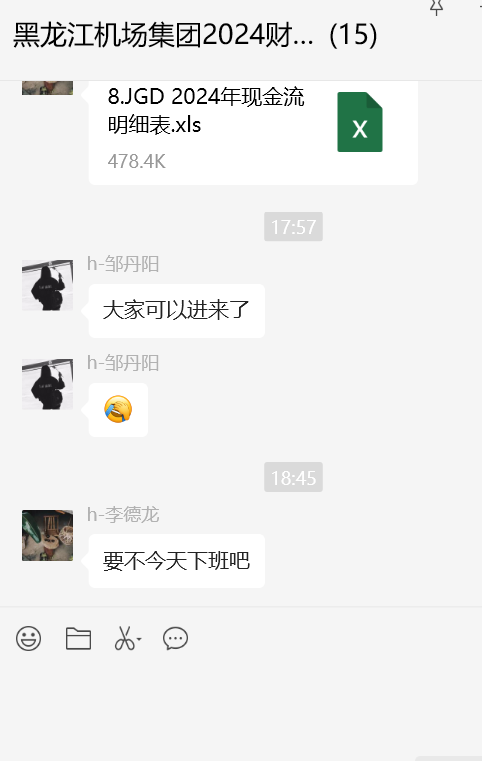 黑龙江机场集团2024财... (15)
8.JGD 2024年现金流
明细表.xls
478.4K
17:57
h-邹丹阳
大家可以进来了
h-邹丹阳
18:45
h-李德龙
要不今天下班吧